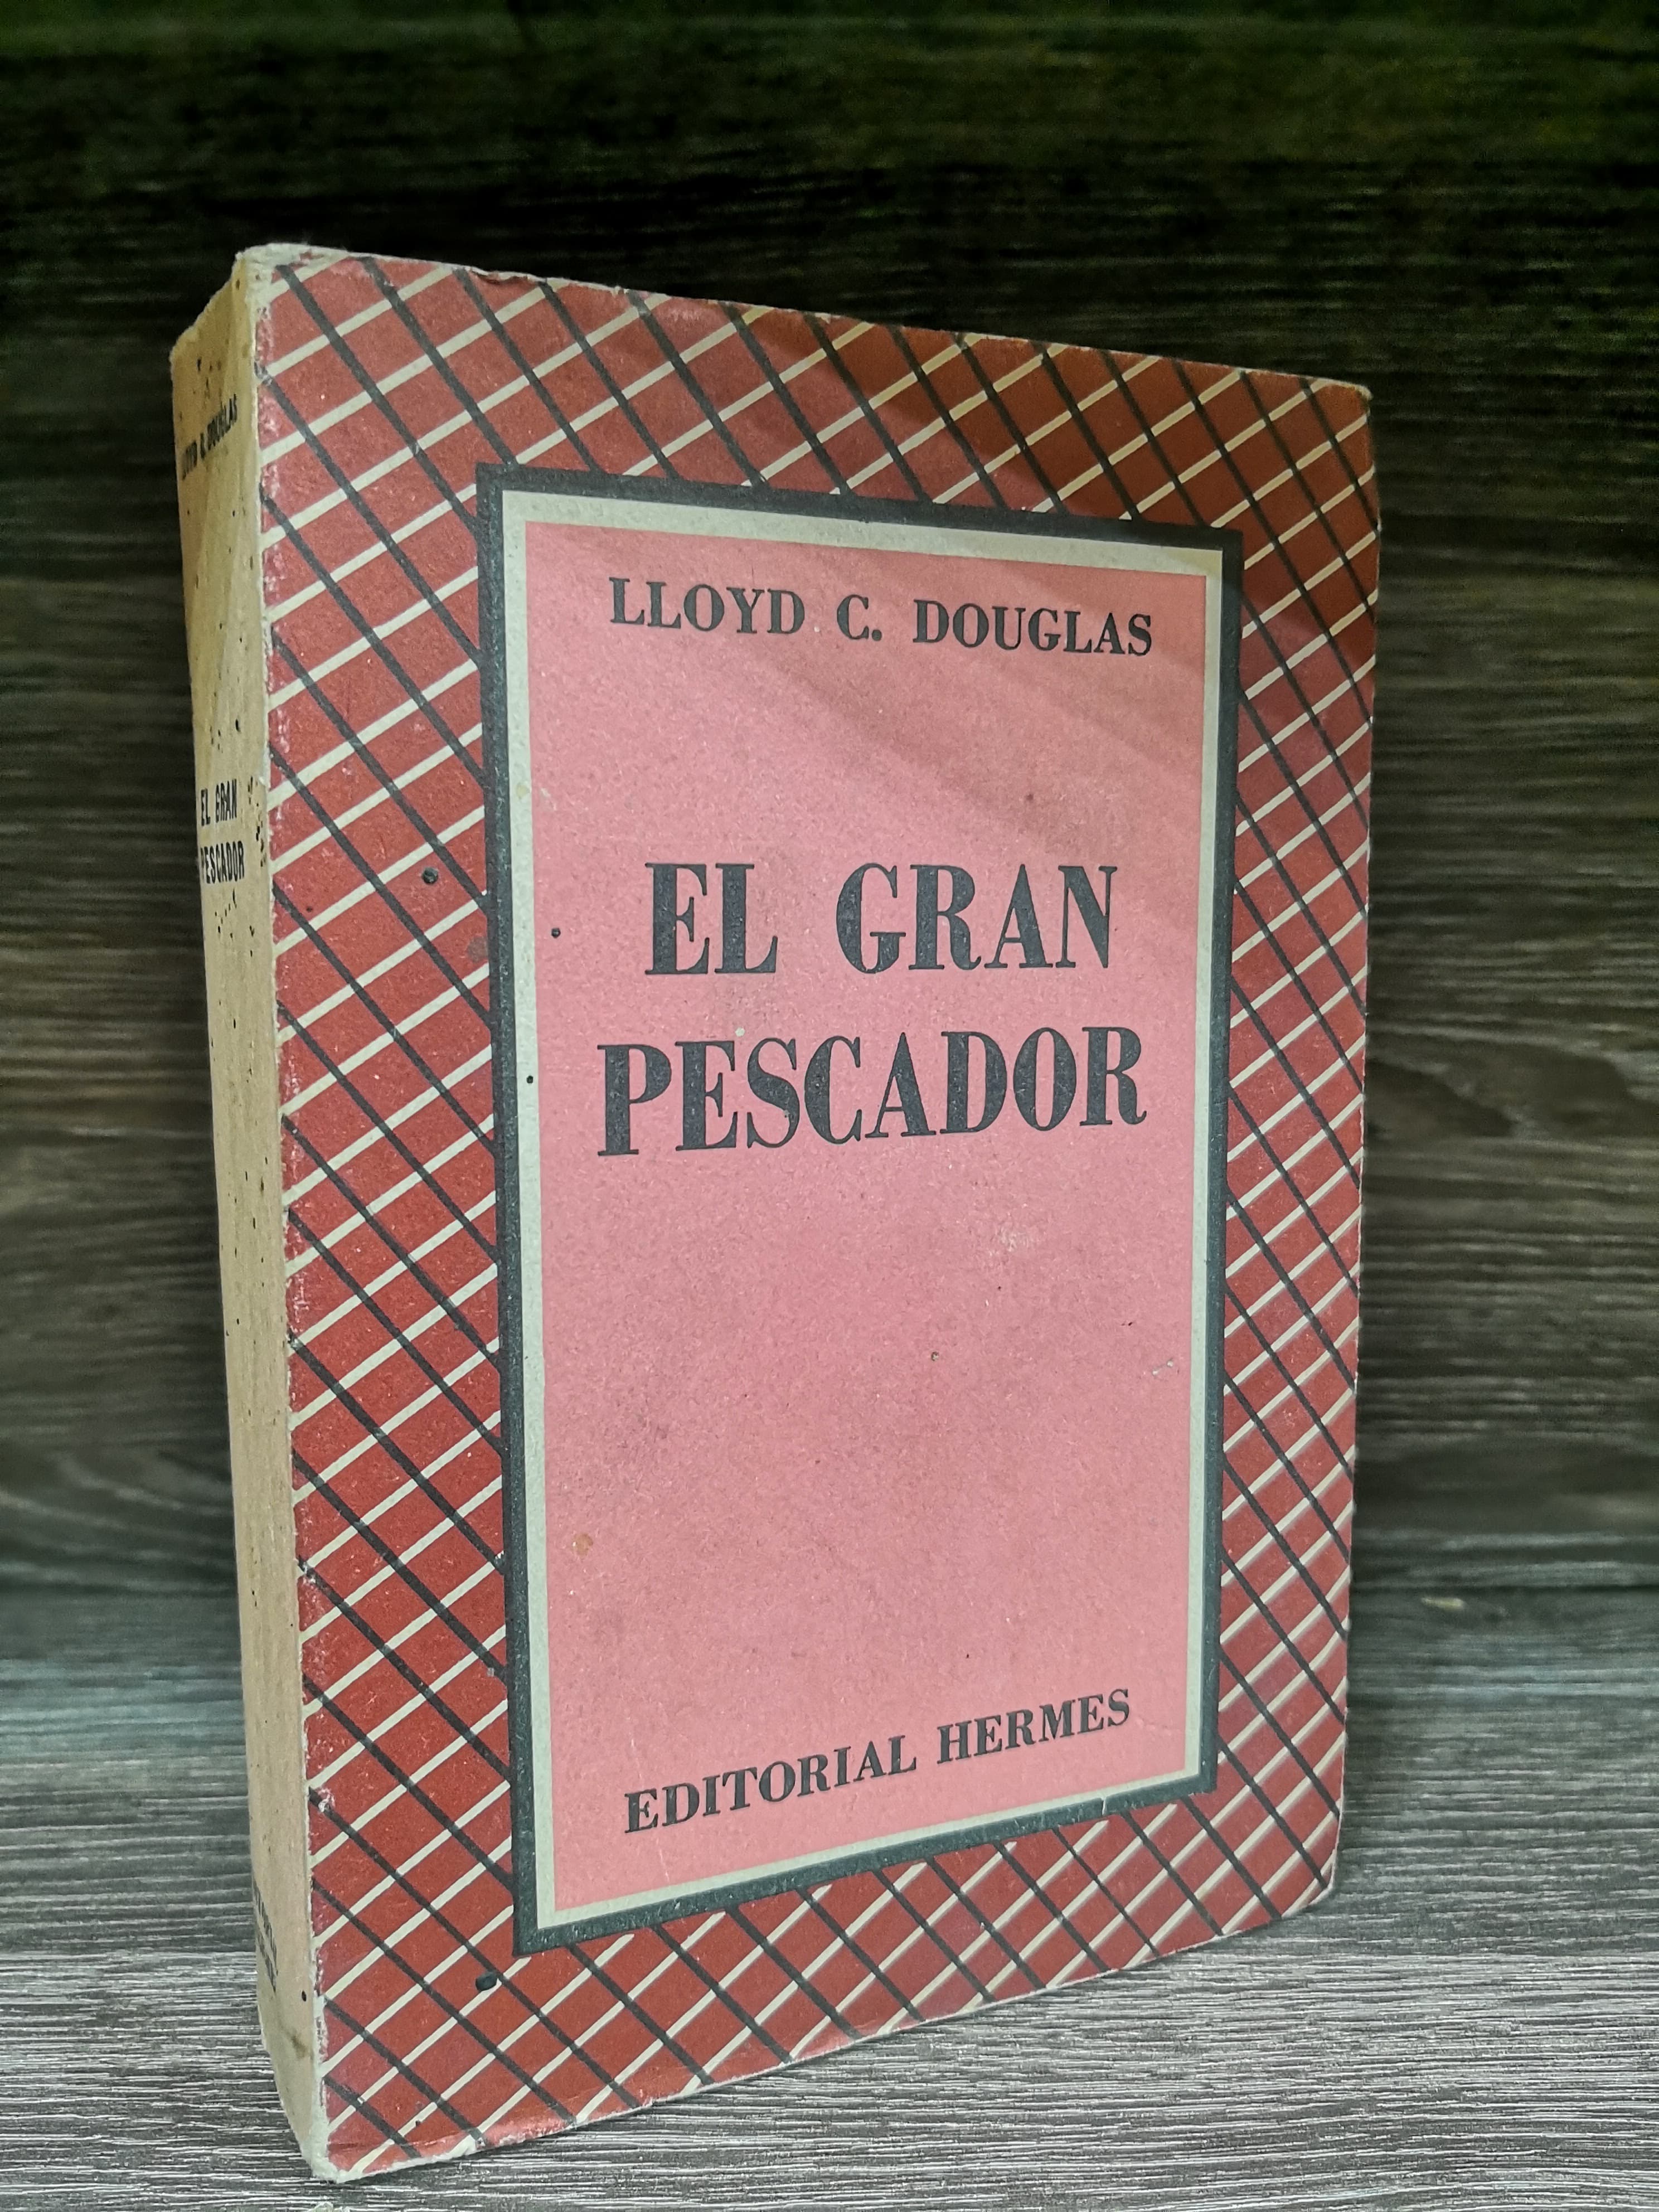 LLOYD C. DOUGLAS
EL GRAN
PESCADOR
EDITORIAL HERMES
LLOYD C. DOUGLAS
EL GRAN
PESCADOR